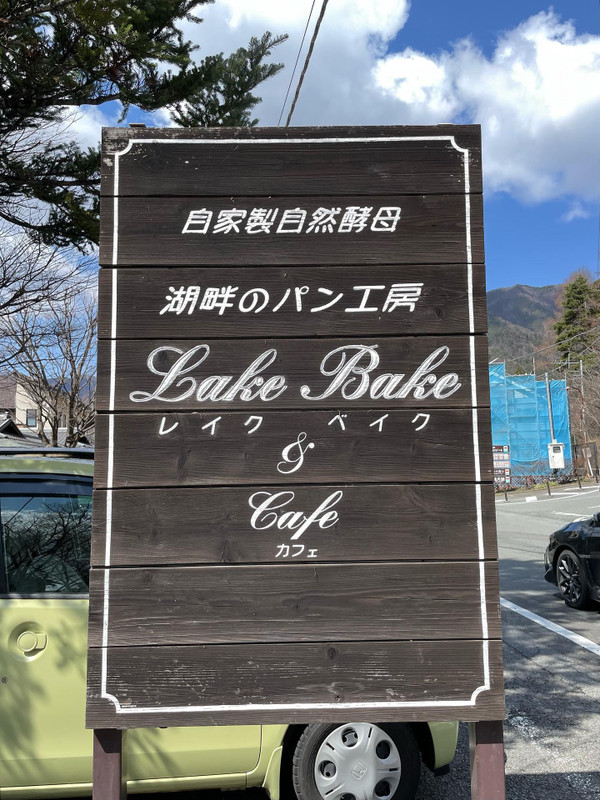 自家製自然酵母
湖畔のパン工房
Lake Bake
レイク ベイク
&
Cafe
カフェ